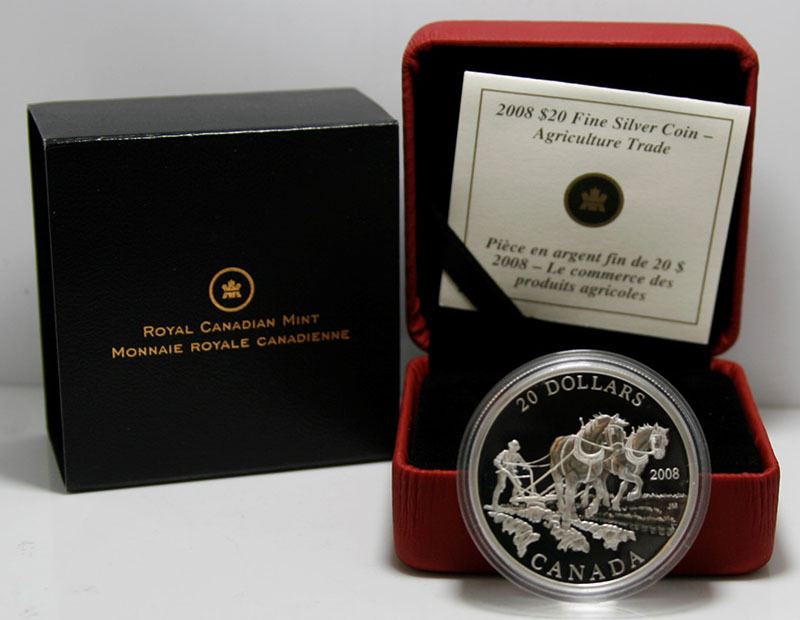 ROYAL CANADIAN MINT
MONNAIE ROYALE CANADIENNE
2008 $20 Fine Silver Coin –
Agriculture Trade
Pièce en argent fin de 20 $
2008 – Le commerce des
produits agricoles
20 DOLLARS
2008
CANADA